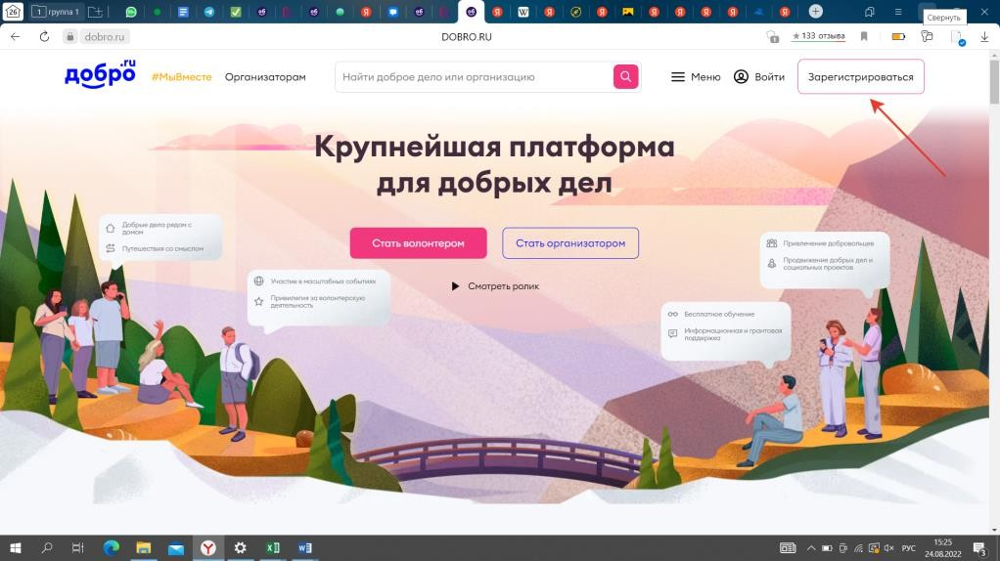 126
1 группа 1
Свернуть
dobro.ru
DOBRO.RU
★ 133 отзыва
добро.ru
#МыВместе
Организаторам
Найти доброе дело или организацию
Меню
Войти
Зарегистрироваться
Крупнейшая платформа
для добрых дел
Стать волонтером
Стать организатором
Смотреть ролик
Добрые дела рядом с
домом
Путешествия со смыслом
Участие в масштабных событиях
Привилегия за волонтерскую
деятельность
Привлечение добровольцев
Продвижение добрых дел и
социальных проектов
Бесплатное обучение
Информационная и грантовая
поддержка
РУС
15:25
24.08.2022
3